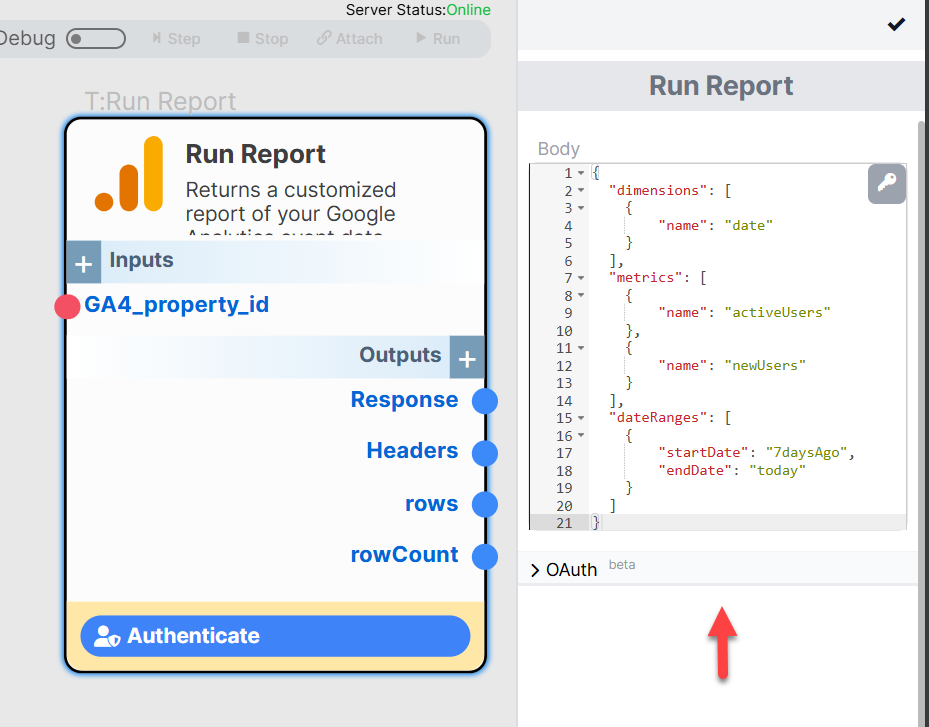 Server Status:Online
Debug Step Stop Attach Run
T:Run Report
Run Report
Returns a customized
report of your Google
Analytics event data
Inputs
GA4_property_id
Outputs
Response
Headers
rows
rowCount
Authenticate
Run Report
Body
1 {
2 "dimensions": [
3 {
4 "name": "date"
5 }
6 ],
7 "metrics": [
8 {
9 "name": "activeUsers"
10 },
11 {
12 "name": "newUsers"
13 }
14 ],
15 "dateRanges": [
16 {
17 "startDate": "7daysAgo",
18 "endDate": "today"
19 }
20 ]
21 }
OAuth beta